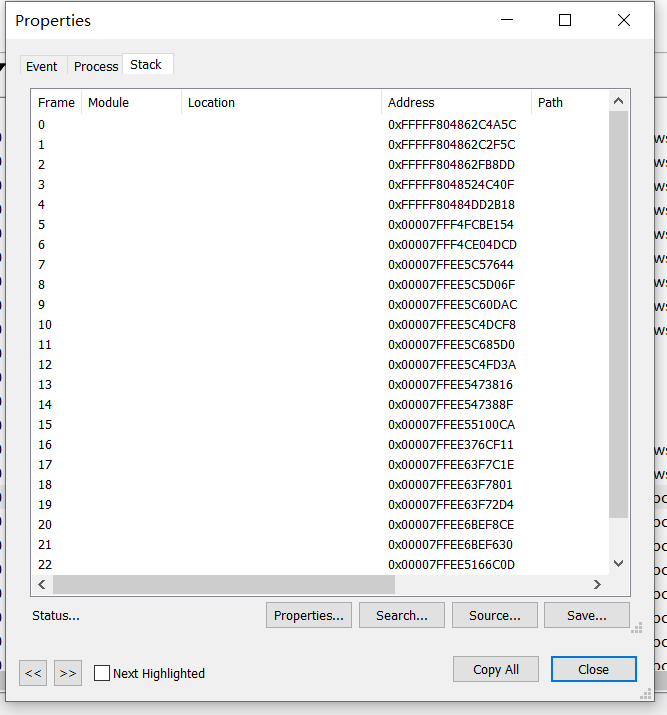 Properties
Event Process Stack
Frame Module Location Address Path
0 0xFFFFF804862C4A5C
1 0xFFFFF804862C2F5C
2 0xFFFFF804862FB8DD
3 0xFFFFF8048524C40F
4 0xFFFFF80484DD2B18
5 0x00007FFF4FCBE154
6 0x00007FFF4CE04DCD
7 0x00007FFEE5C57644
8 0x00007FFEE5C5D06F
9 0x00007FFEE5C60DAC
10 0x00007FFEE5C4DCF8
11 0x00007FFEE5C685D0
12 0x00007FFEE5C4FD3A
13 0x00007FFEE5473816
14 0x00007FFEE547388F
15 0x00007FFEE55100CA
16 0x00007FFEE376CF11
17 0x00007FFEE63F7C1E
18 0x00007FFEE63F7801
19 0x00007FFEE63F72D4
20 0x00007FFEE6BEF8CE
21 0x00007FFEE6BEF630
22 0x00007FFEE5166C0D
Status... Properties... Search... Source... Save...
<< >> Next Highlighted Copy All Close